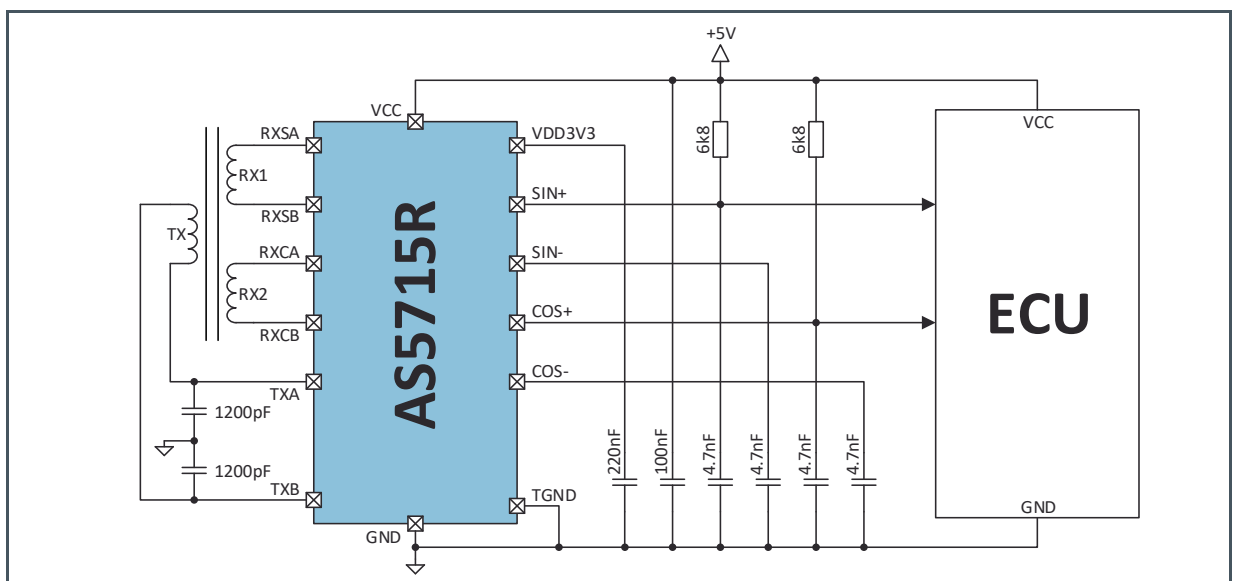 +5V
VCC
VCC
RXSA
VDD3V3
6k8
6k8
RX1
SIN+
RXSB
TX
AS5715R
RXCA
SIN-
RX2
ECU
RXCB
COS+
TXA
COS-
1200pF
220nF
100nF
4.7nF
4.7nF
4.7nF
4.7nF
1200pF
TXB
TGND
GND
GND